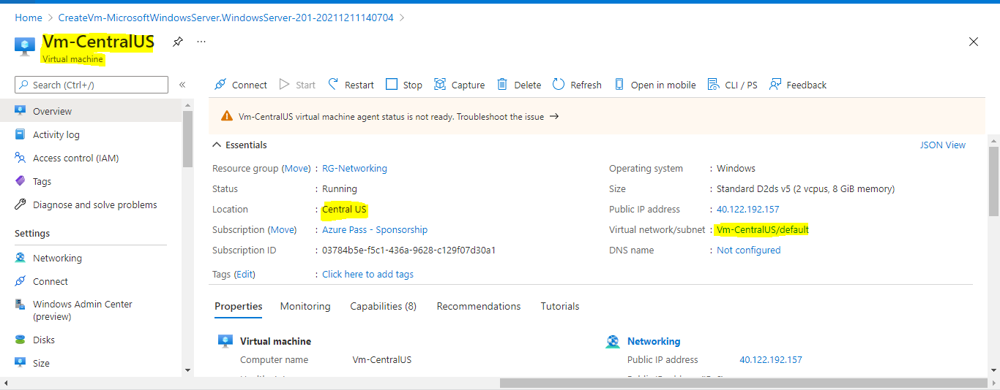 Home > CreateVm-MicrosoftWindowsServer.WindowsServer-201-20211211140704 >
Vm-CentralUS
Virtual machine
Search (Ctrl+/)
Connect Start Restart Stop Capture Delete Refresh Open in mobile CLI / PS Feedback
Vm-CentralUS virtual machine agent status is not ready. Troubleshoot the issue →
Overview
Activity log
Access control (IAM)
Tags
Diagnose and solve problems
Settings
Networking
Connect
Windows Admin Center
(preview)
Disks
Size
Essentials
JSON View
Resource group (Move) : RG-Networking
Status : Running
Location : Central US
Subscription (Move) : Azure Pass - Sponsorship
Subscription ID : 03784b5e-f5c1-436a-9628-c129f07d30a1
Tags (Edit) : Click here to add tags
Operating system : Windows
Size : Standard D2ds v5 (2 vcpus, 8 GiB memory)
Public IP address : 40.122.192.157
Virtual network/subnet : Vm-CentralUS/default
DNS name : Not configured
Properties Monitoring Capabilities (8) Recommendations Tutorials
Virtual machine
Computer name Vm-CentralUS
Networking
Public IP address 40.122.192.157